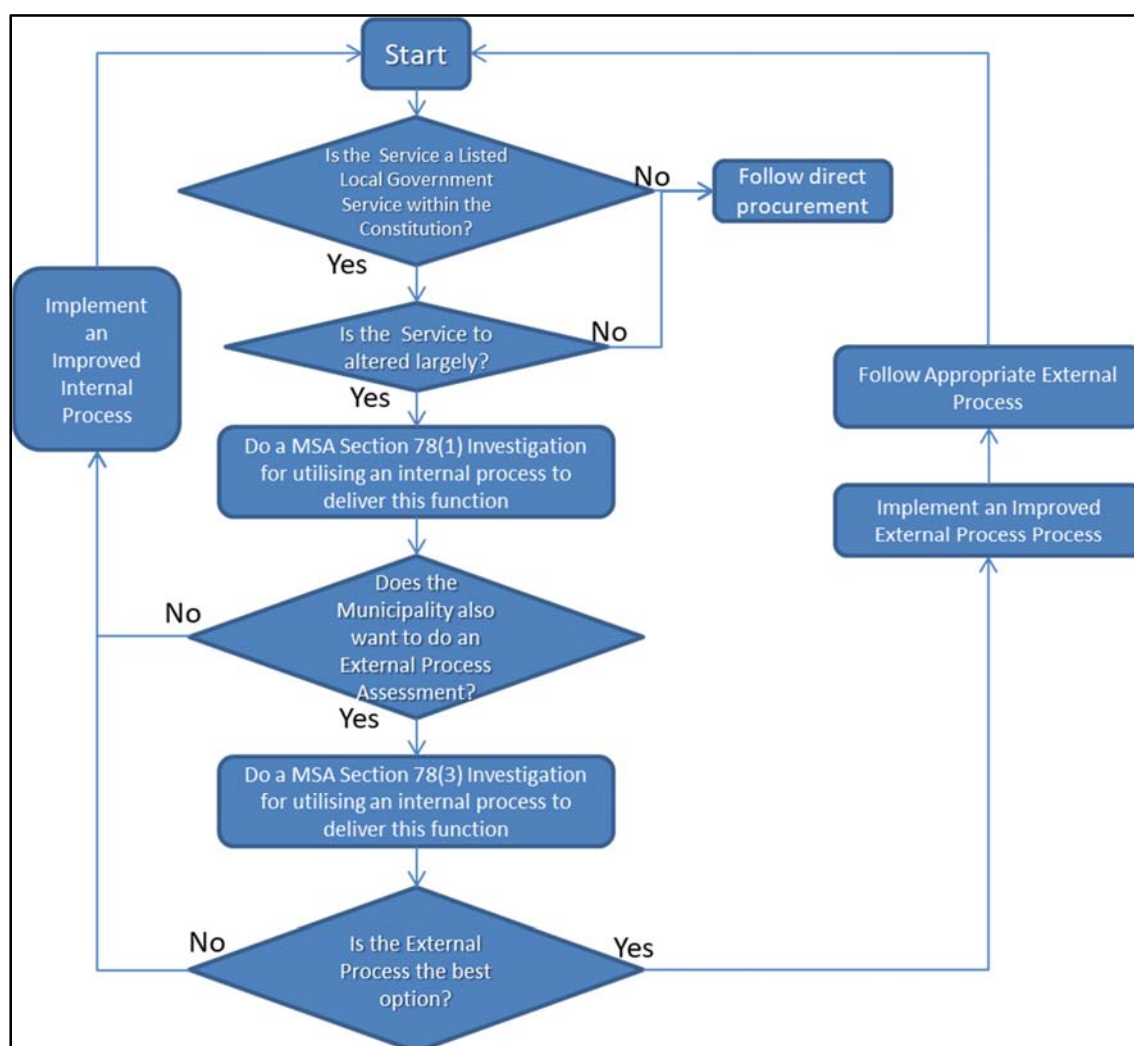 Start
Is the Service a Listed
Local Government
Service within the
Constitution?
No
Follow direct
procurement
Yes
Implement
an
Improved
Internal
Process
Is the Service to
altered largely?
No
Yes
Follow Appropriate External
Process
Do a MSA Section 78(1) Investigation
for utilising an internal process to
deliver this function
Implement an Improved
External Process Process
Does the
Municipality also
want to do an
External Process
Assessment?
No
Yes
Do a MSA Section 78(3) Investigation
for utilising an internal process to
deliver this function
Is the External
Process the best
option?
No
Yes